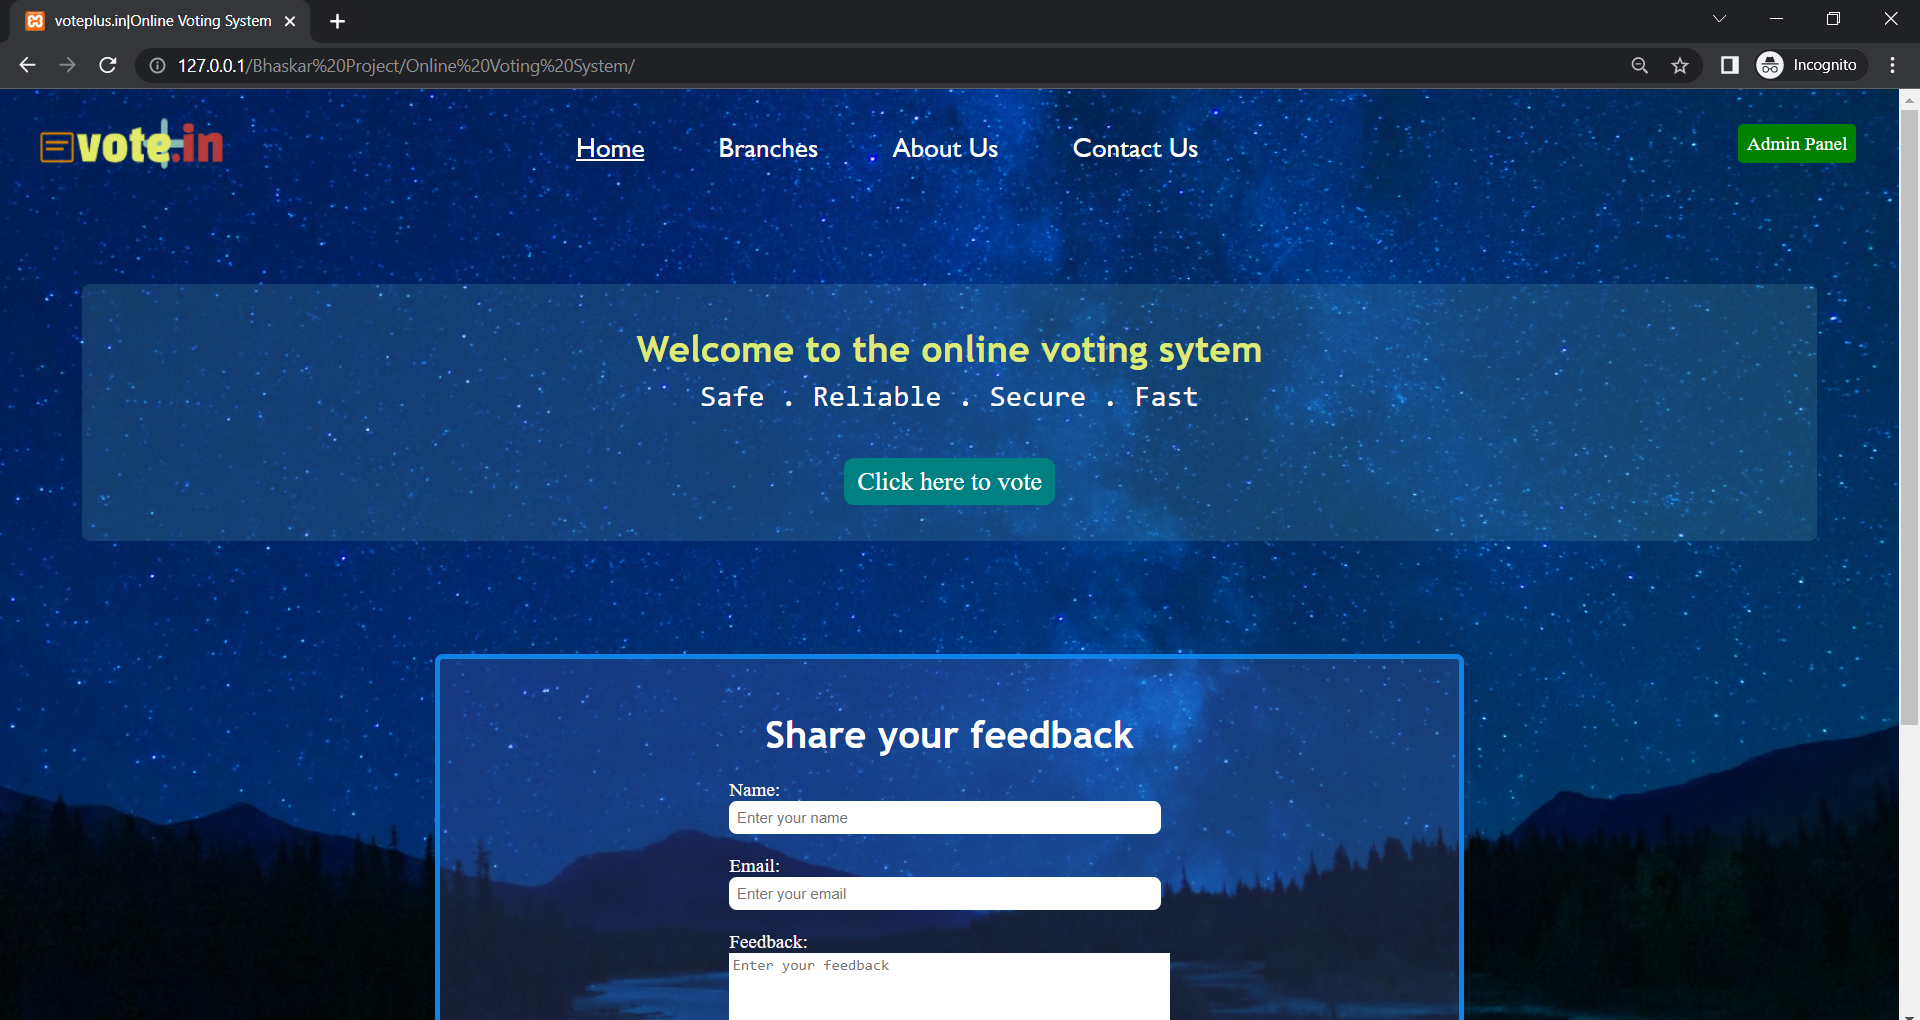 voteplus.in|Online Voting System
127.0.0.1/Bhaskar%20Project/Online%20Voting%20System/
Incognito
vote.in
Home
Branches
About Us
Contact Us
Admin Panel
Welcome to the online voting sytem
Safe . Reliable . Secure . Fast
Click here to vote
Share your feedback
Name:
Enter your name
Email:
Enter your email
Feedback:
Enter your feedback